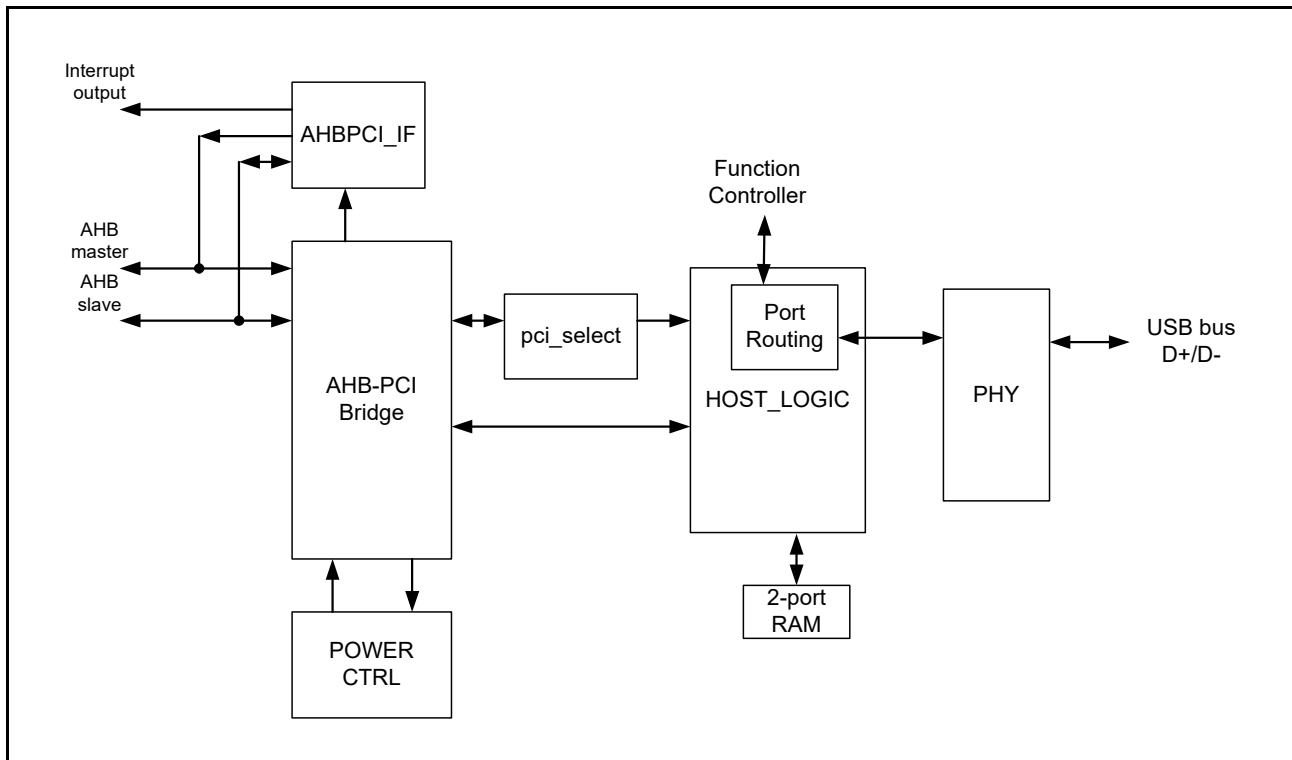 Interrupt
output
AHBPCI_IF
Function
Controller
AHB
master
AHB
slave
Port
Routing
pci_select
USB bus
D+/D-
AHB-PCI
Bridge
HOST_LOGIC
PHY
2-port
RAM
POWER
CTRL